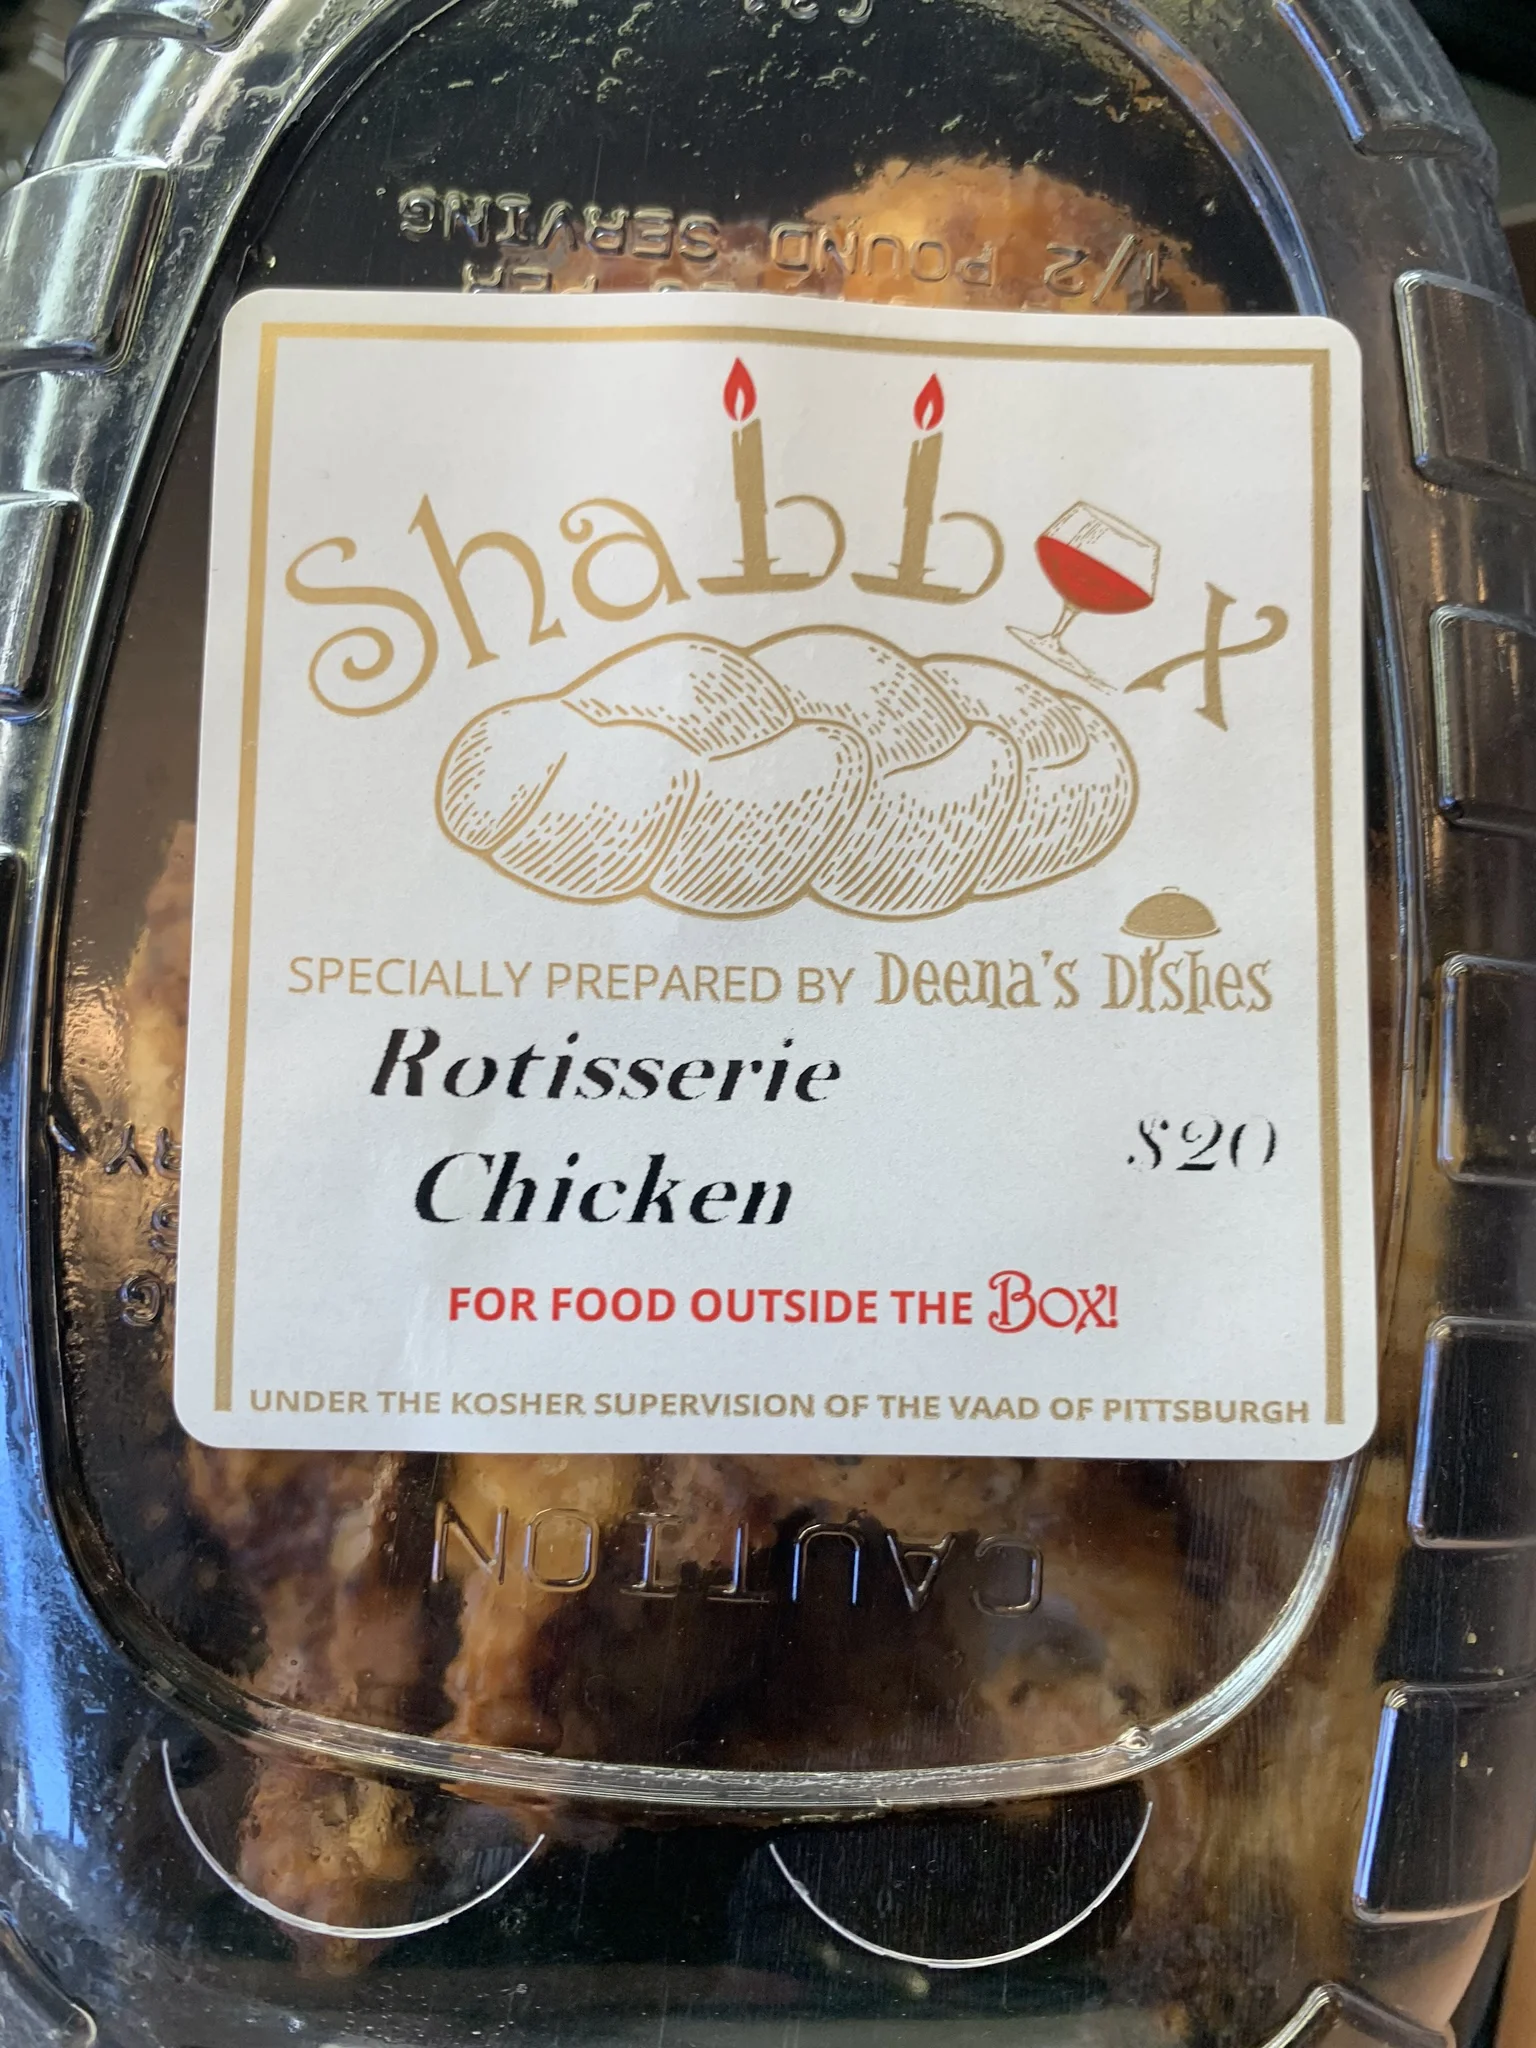 1/2 POUND SERVING
Shabbox
SPECIALLY PREPARED BY Deena's Dishes
Rotisserie
Chicken
$20
FOR FOOD OUTSIDE THE BOX!
UNDER THE KOSHER SUPERVISION OF THE VAAD OF PITTSBURGH
CAUTION